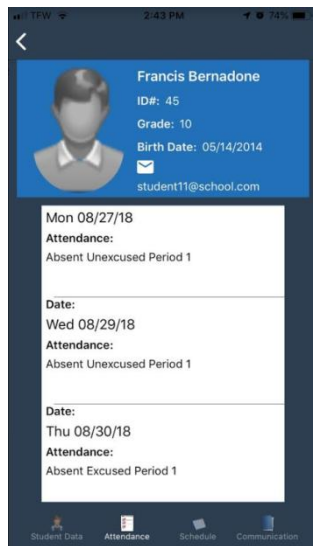 TFW 2:43 PM 74%
Francis Bernadone
ID#: 45
Grade: 10
Birth Date: 05/14/2014
student11@school.com
Mon 08/27/18
Attendance:
Absent Unexcused Period 1
Date:
Wed 08/29/18
Attendance:
Absent Unexcused Period 1
Date:
Thu 08/30/18
Attendance:
Absent Excused Period 1
Student Data Attendance Schedule Communication